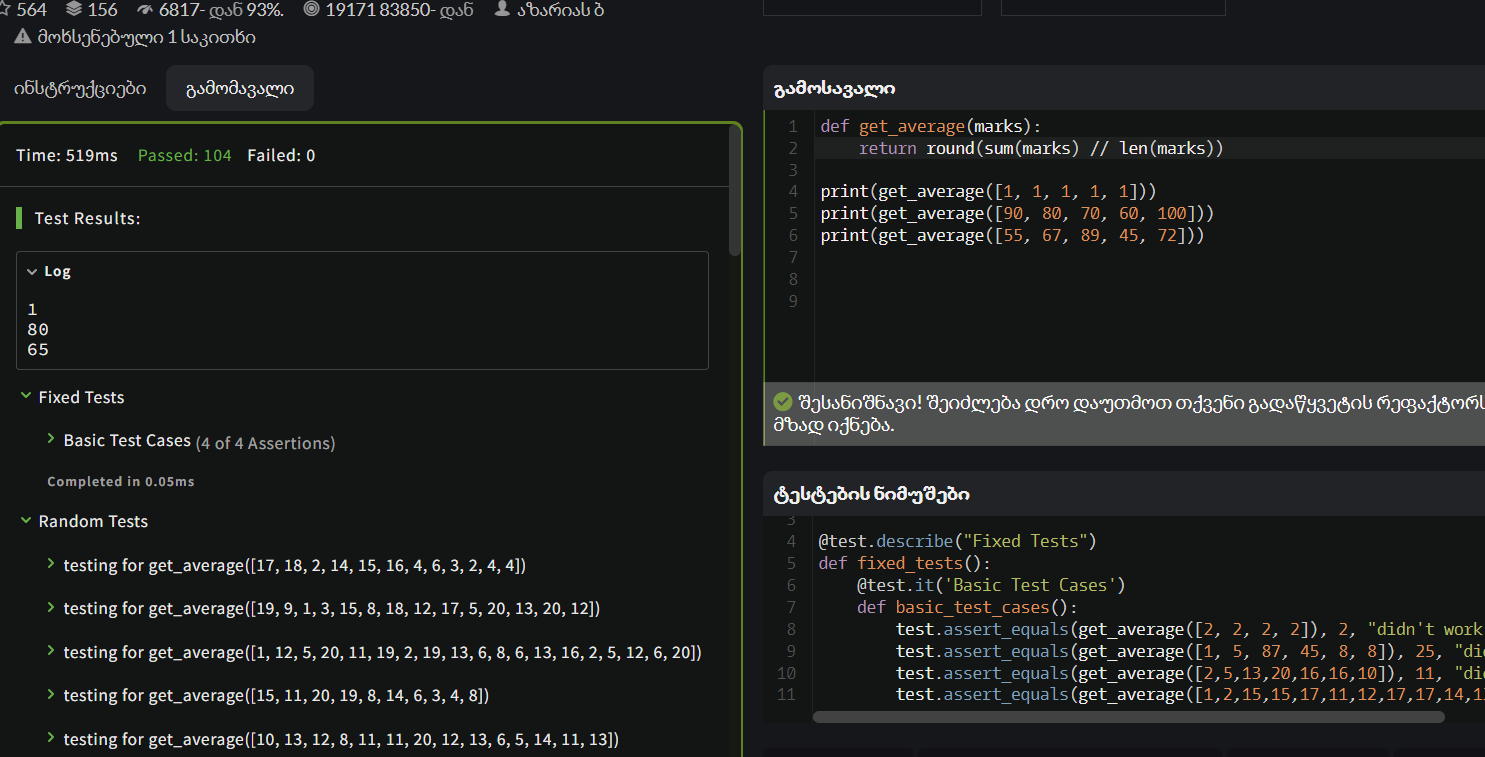 564 156 6817- დან 93%. 19171 83850- დან აზარიას ბ
მოხსენებული 1 საკითხი
ინსტრუქციები გამომავალი
Time: 519ms Passed: 104 Failed: 0
Test Results:
Log
1
80
65
Fixed Tests
Basic Test Cases (4 of 4 Assertions)
Completed in 0.05ms
Random Tests
testing for get_average([17, 18, 2, 14, 15, 16, 4, 6, 3, 2, 4, 4])
testing for get_average([19, 9, 1, 3, 15, 8, 18, 12, 17, 5, 20, 13, 20, 12])
testing for get_average([1, 12, 5, 20, 11, 19, 2, 19, 13, 6, 8, 6, 13, 16, 2, 5, 12, 6, 20])
testing for get_average([15, 11, 20, 19, 8, 14, 6, 3, 4, 8])
testing for get_average([10, 13, 12, 8, 11, 11, 20, 12, 13, 6, 5, 14, 11, 13])
გამოსავალი
1 def get_average(marks):
2 return round(sum(marks) // len(marks))
3
4 print(get_average([1, 1, 1, 1, 1]))
5 print(get_average([90, 80, 70, 60, 100]))
6 print(get_average([55, 67, 89, 45, 72]))
7
8
9
შესანიშნავი! შეიძლება დრო დაუთმოთ თქვენი გადაწყვეტის რეფაქტორს
მზად იქნება.
ტესტების ნიმუშები
3
4 @test.describe("Fixed Tests")
5 def fixed_tests():
6 @test.it('Basic Test Cases')
7 def basic_test_cases():
8 test.assert_equals(get_average([2, 2, 2, 2]), 2, "didn't work
9 test.assert_equals(get_average([1, 5, 87, 45, 8, 8]), 25, "di
10 test.assert_equals(get_average([2,5,13,20,16,16,10]), 11, "di
11 test.assert_equals(get_average([1,2,15,15,17,11,12,17,17,14,1